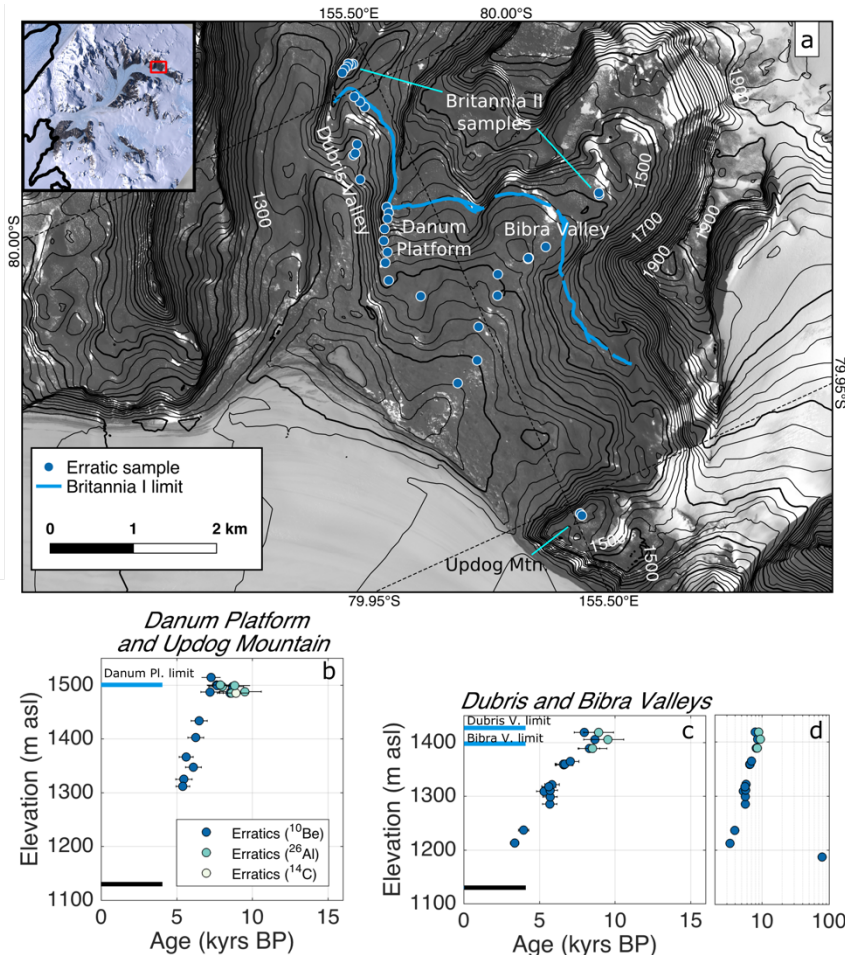 155.50°E
80.00°S
a
Britannia II
samples
1900
1500
Dubris Valley
1300
1700
1900
Danum
Platform
Bibra Valley
1900
80.00°S
79.95°S
Erratic sample
Britannia I limit
0
1
2 km
1500
1500
Updog Mtn.
79.95°S
155.50°E
Danum Platform
and Updog Mountain
b
Danum Pl. limit
1500
1400
1300
1200
1100
Elevation (m asl)
Erratics (10Be)
Erratics (26Al)
Erratics (14C)
0
5
10
15
Age (kyrs BP)
Dubris and Bibra Valleys
c
d
Dubris V. limit
Bibra V. limit
1400
1300
1200
1100
Elevation (m asl)
0
5
10
15
10
100
Age (kyrs BP)